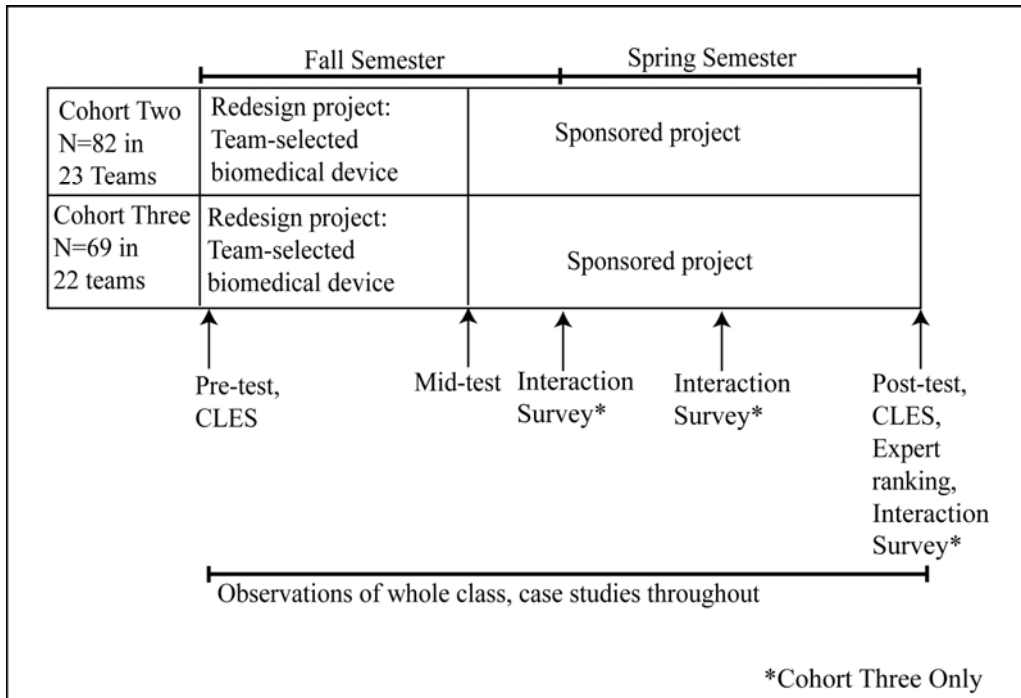 Fall Semester
Spring Semester
Cohort Two
N=82 in
23 Teams
Redesign project:
Team-selected
biomedical device
Sponsored project
Cohort Three
N=69 in
22 teams
Redesign project:
Team-selected
biomedical device
Sponsored project
Pre-test,
CLES
Mid-test
Interaction
Survey*
Interaction
Survey*
Post-test,
CLES,
Expert
ranking,
Interaction
Survey*
Observations of whole class, case studies throughout
*Cohort Three Only